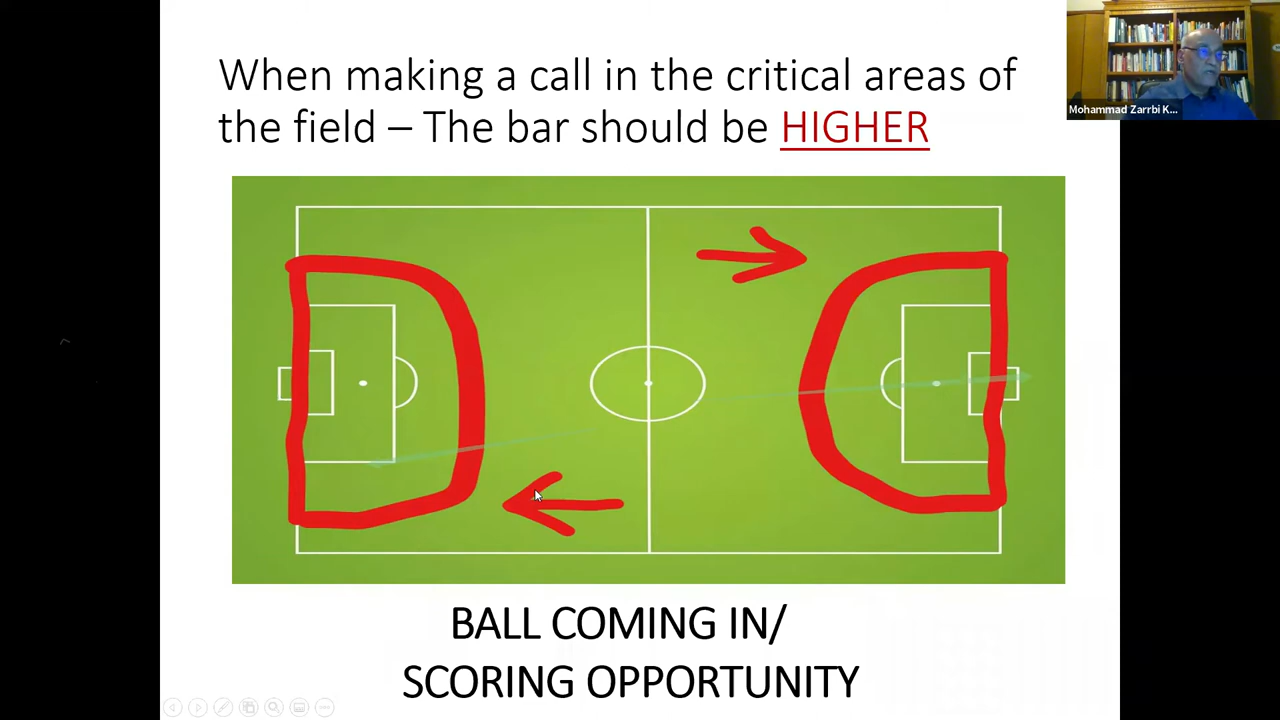 When making a call in the critical areas of
the field – The bar should be HIGHER
Mohammad Zarrbi K...
BALL COMING IN/
SCORING OPPORTUNITY